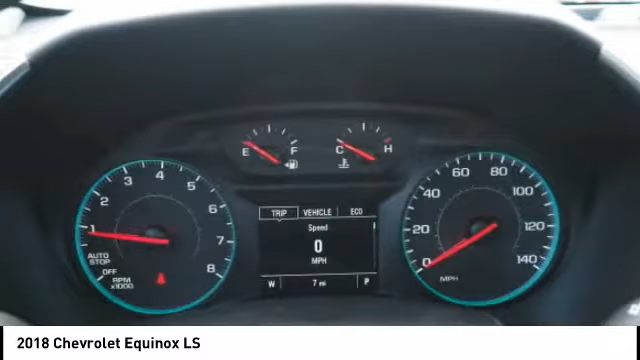 E F
C H
1 2 3 4 5 6 7 8
AUTO STOP
OFF
RPM x1000
TRIP VEHICLE ECO
Speed
0
MPH
W 7 mi P
0 20 40 60 80 100 120 140
MPH
2018 Chevrolet Equinox LS